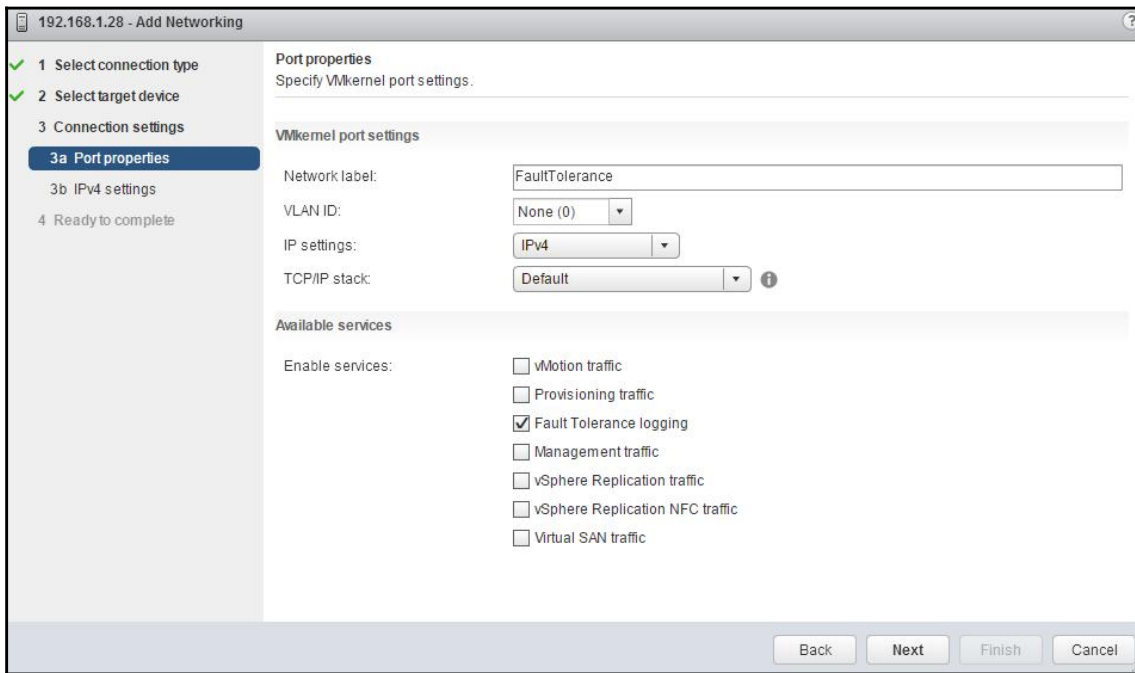 192.168.1.28 - Add Networking
?
1 Select connection type
2 Select target device
3 Connection settings
3a Port properties
3b IPv4 settings
4 Ready to complete
Port properties
Specify VMkernel port settings.
VMkernel port settings
Network label: FaultTolerance
VLAN ID: None (0)
IP settings: IPv4
TCP/IP stack: Default
Available services
Enable services: vMotion traffic
Provisioning traffic
Fault Tolerance logging
Management traffic
vSphere Replication traffic
vSphere Replication NFC traffic
Virtual SAN traffic
Back Next Finish Cancel